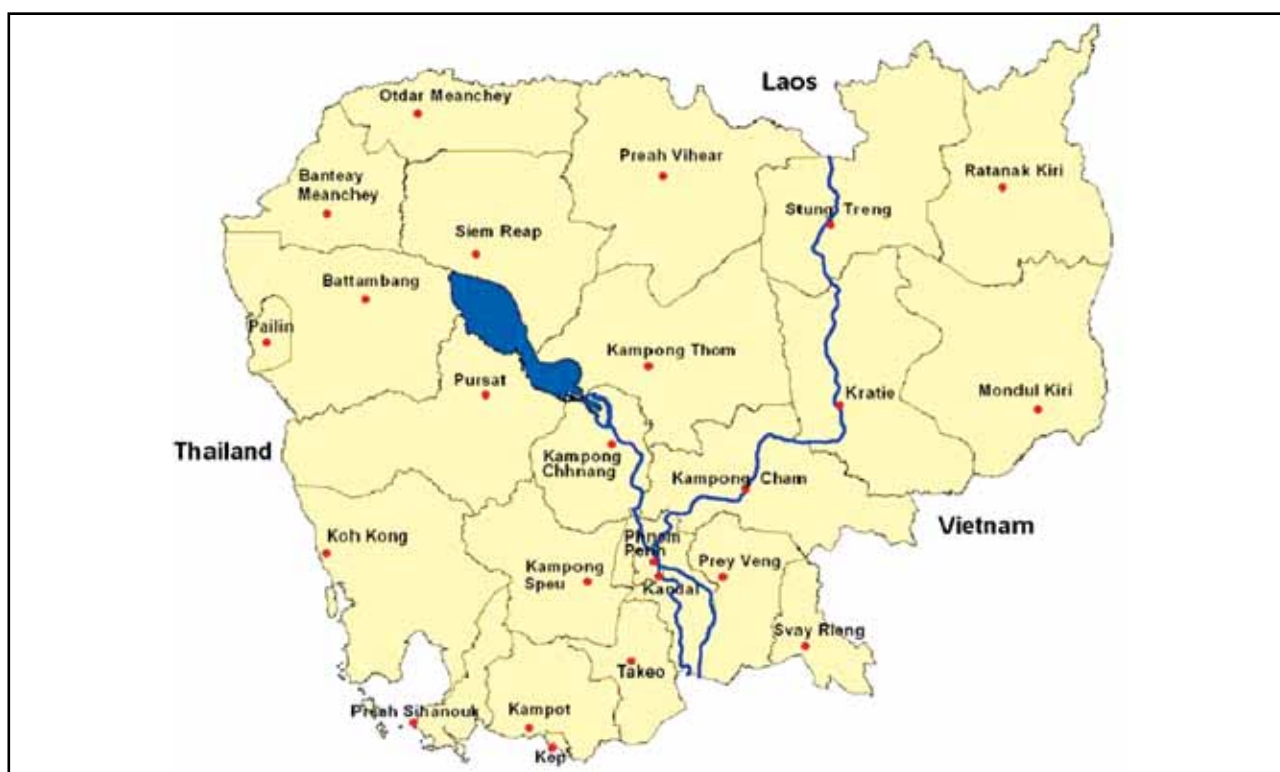 Laos
Otdar Meanchey
Preah Vihear
Ratanak Kiri
Banteay
Meanchey
Stung Treng
Siem Reap
Battambang
Pailin
Kampong Thom
Pursat
Kratie
Mondul Kiri
Thailand
Kampong
Chhnang
Kampong Cham
Vietnam
Koh Kong
Phnom
Penh
Kampong
Speu
Prey Veng
Kandal
Svay Rieng
Takeo
Preah Sihanouk
Kampot
Kep